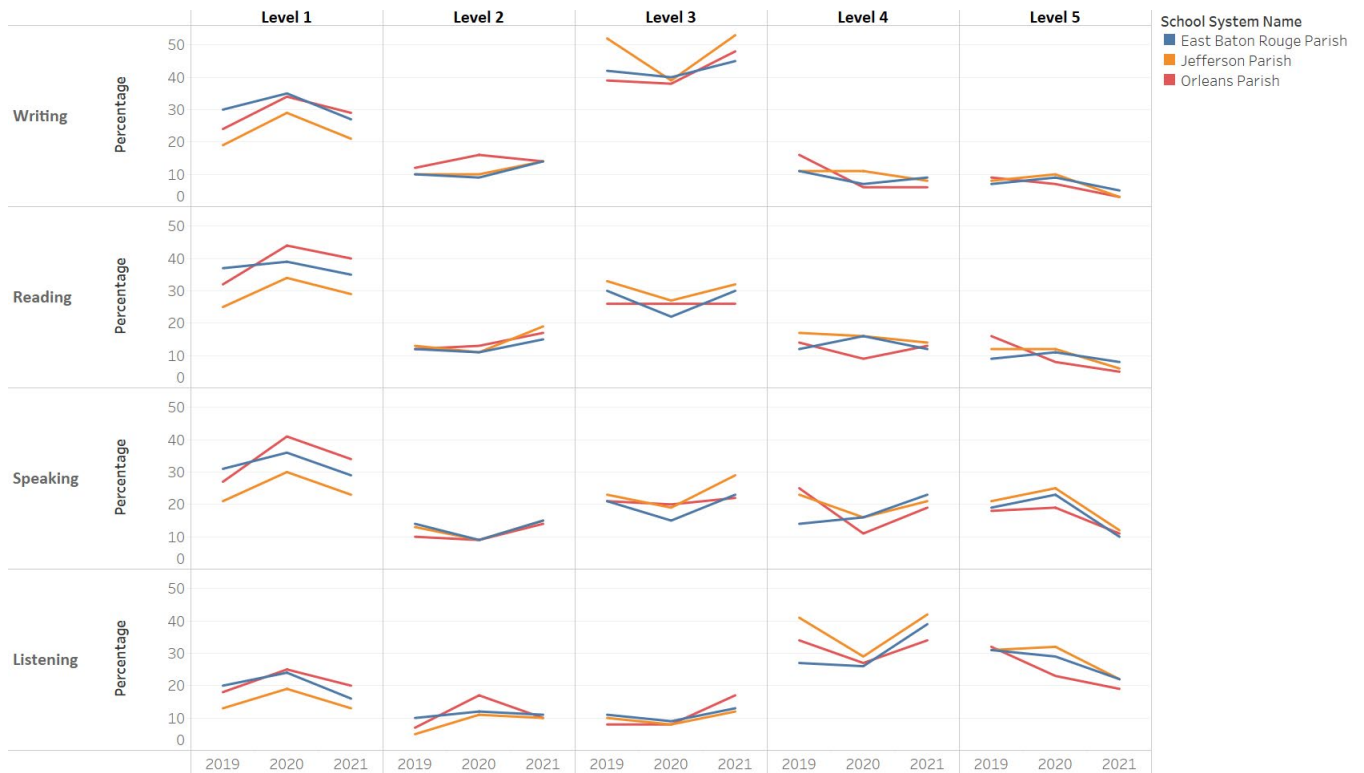 Level 1 Level 2 Level 3 Level 4 Level 5
School System Name
East Baton Rouge Parish
Jefferson Parish
Orleans Parish
Writing
Percentage
50
40
30
20
10
0
Reading
Percentage
50
40
30
20
10
0
Speaking
Percentage
50
40
30
20
10
0
Listening
Percentage
50
40
30
20
10
0
2019 2020 2021 2019 2020 2021 2019 2020 2021 2019 2020 2021 2019 2020 2021